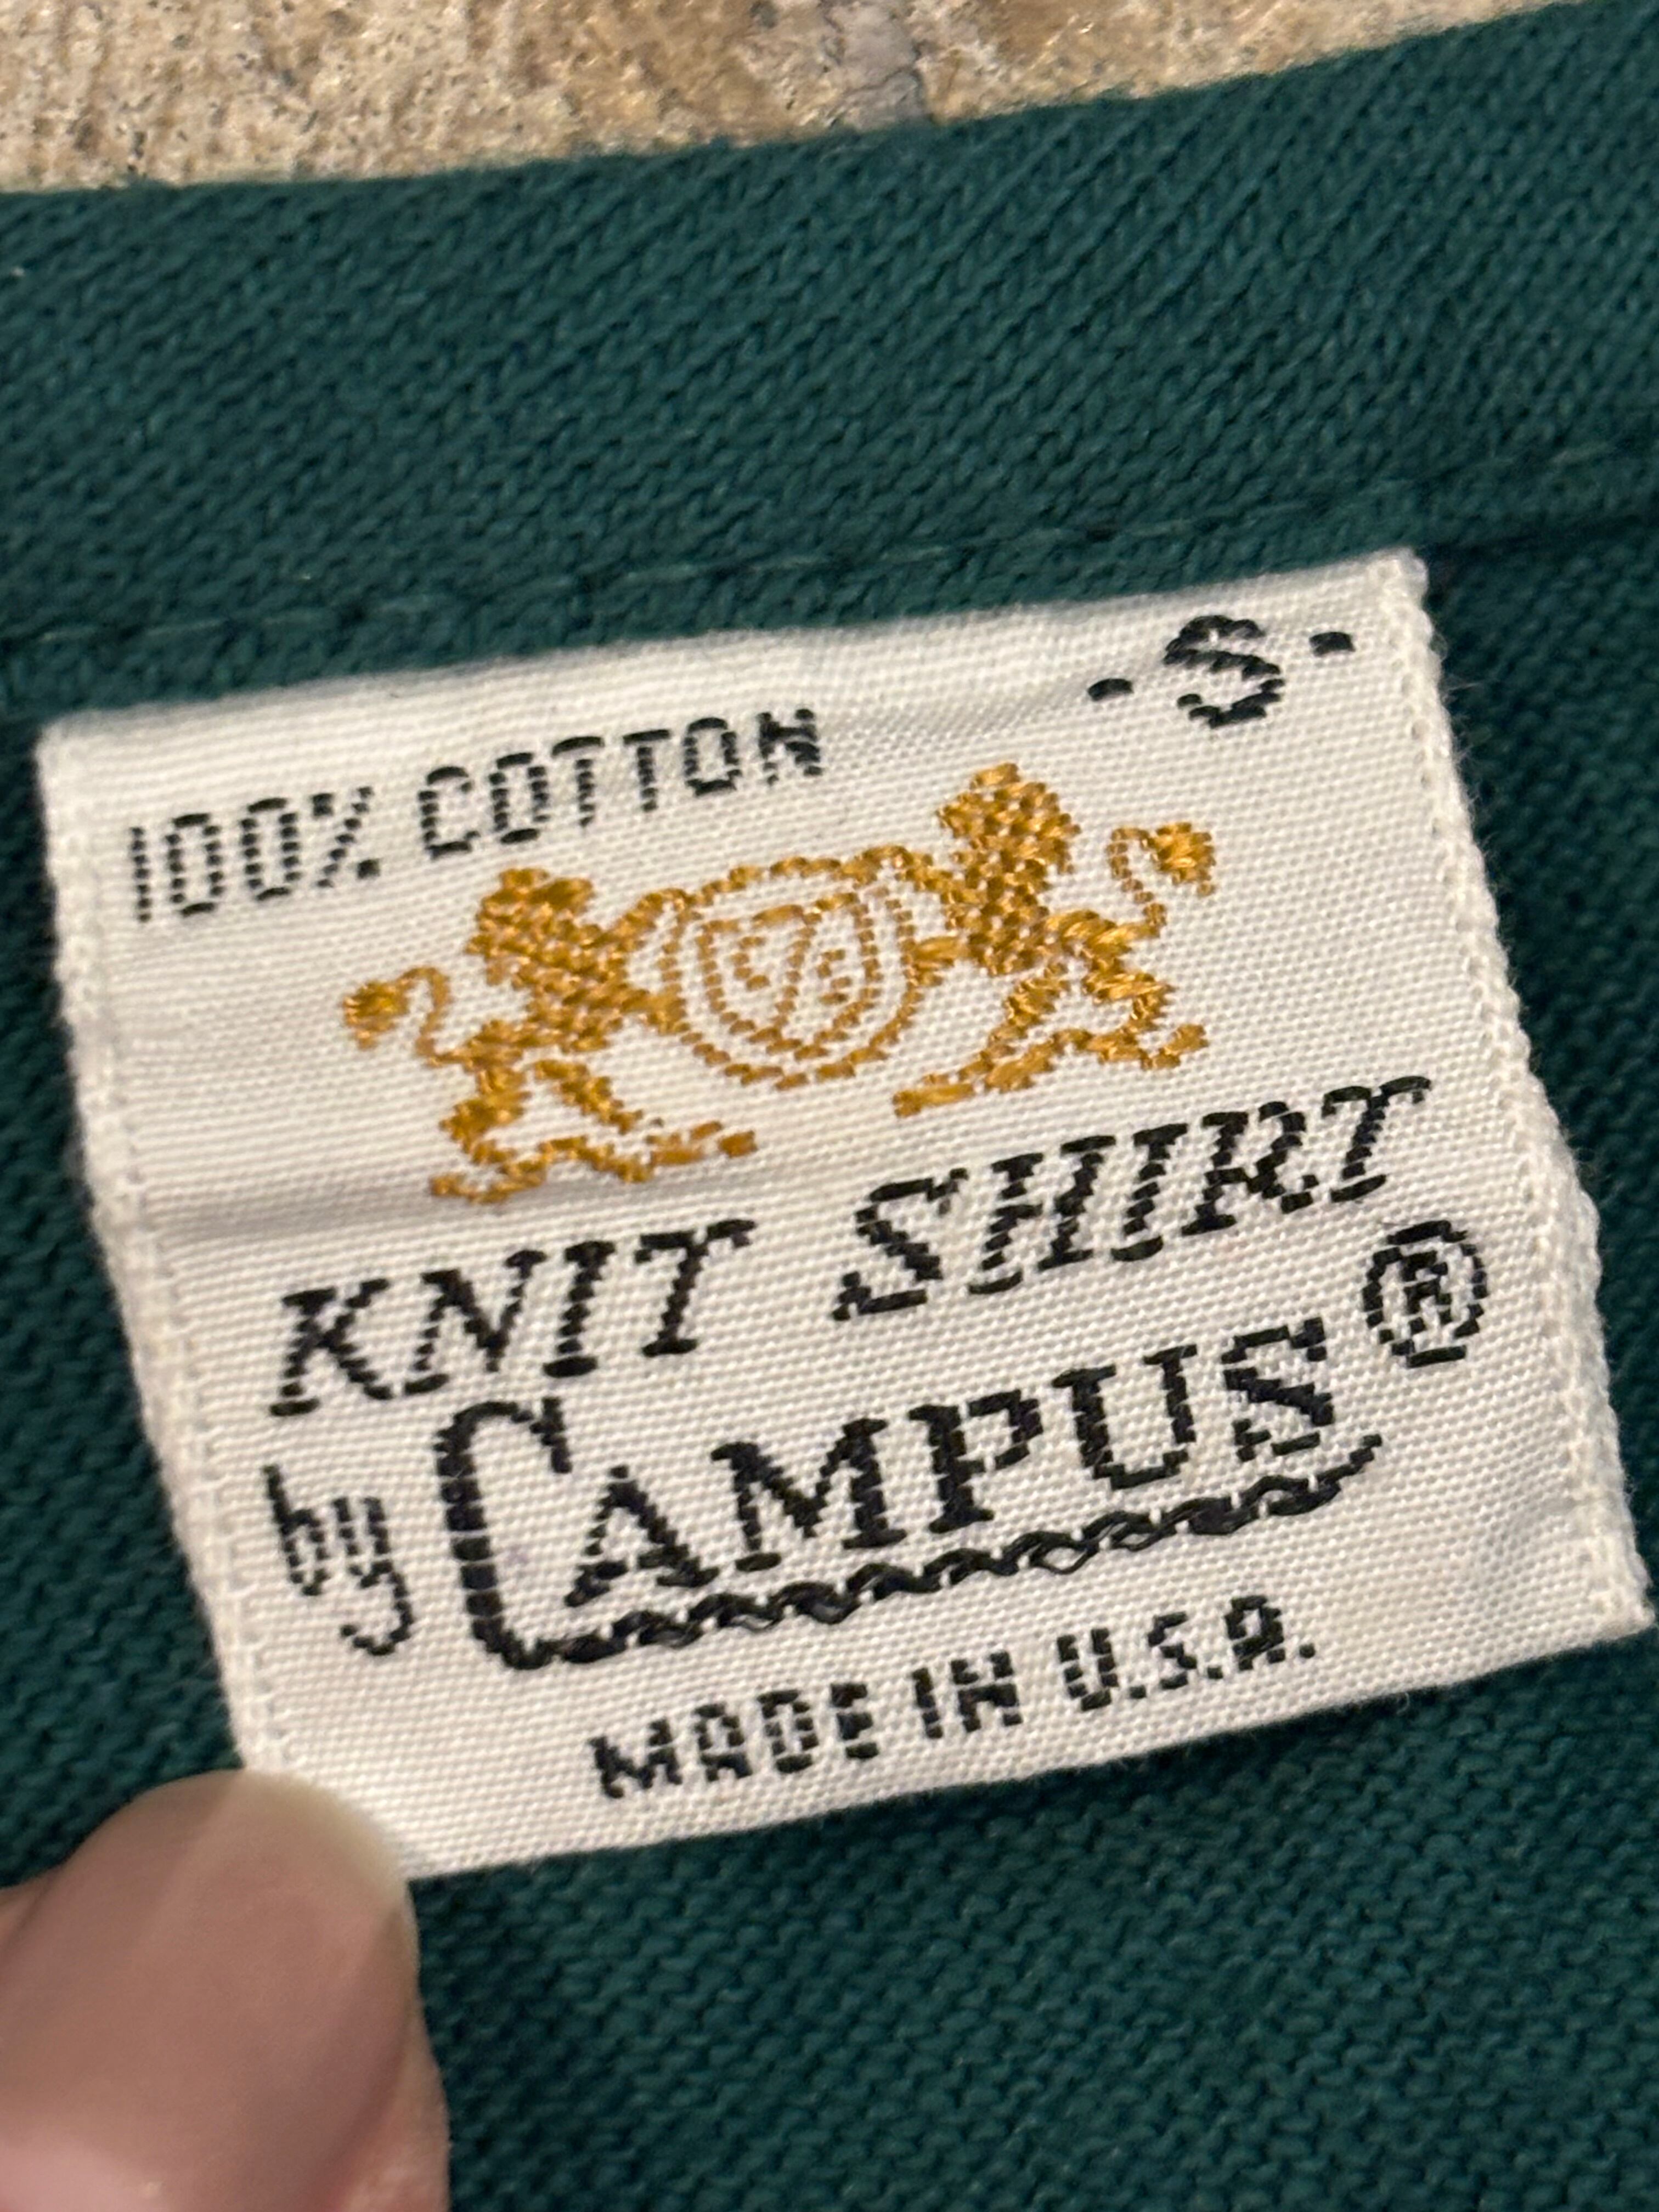 100% COTTON
-S-
KNIT SHIRT
by CAMPUS®
MADE IN U.S.A.